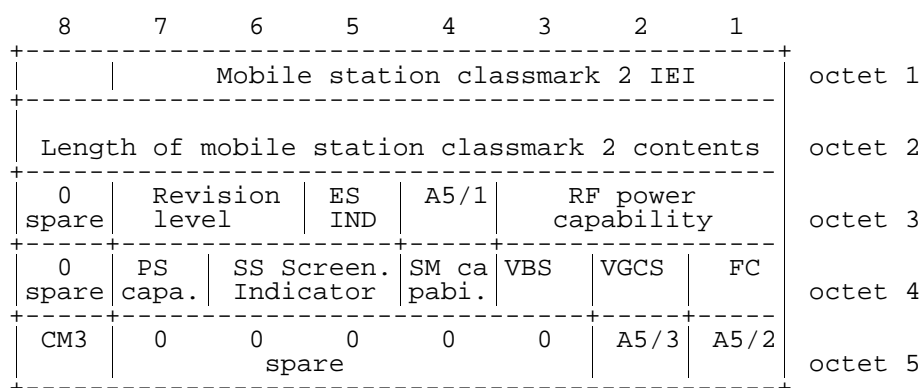 8 7 6 5 4 3 2 1
Mobile station classmark 2 IEI octet 1
Length of mobile station classmark 2 contents octet 2
0 Revision ES A5/1 RF power
spare level IND capability octet 3
0 PS SS Screen. SM ca VBS VGCS FC
spare capa. Indicator pabi. octet 4
CM3 0 0 0 0 0 A5/3 A5/2
spare octet 5